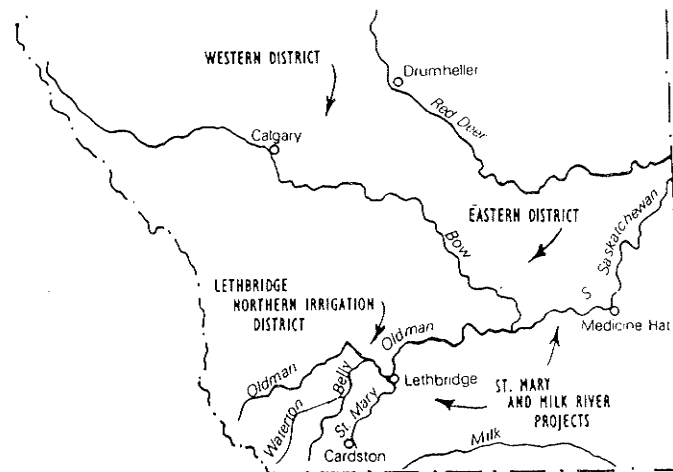 WESTERN DISTRICT
Drumheller
Red Deer
Calgary
EASTERN DISTRICT
Saskatchewan
S
Bow
LETHBRIDGE
NORTHERN IRRIGATION
DISTRICT
Oldman
Medicine Hat
Oldman
Belly
Lethbridge
Waterton
St. Mary
ST. MARY
AND MILK RIVER
PROJECTS
Cardston
Milk